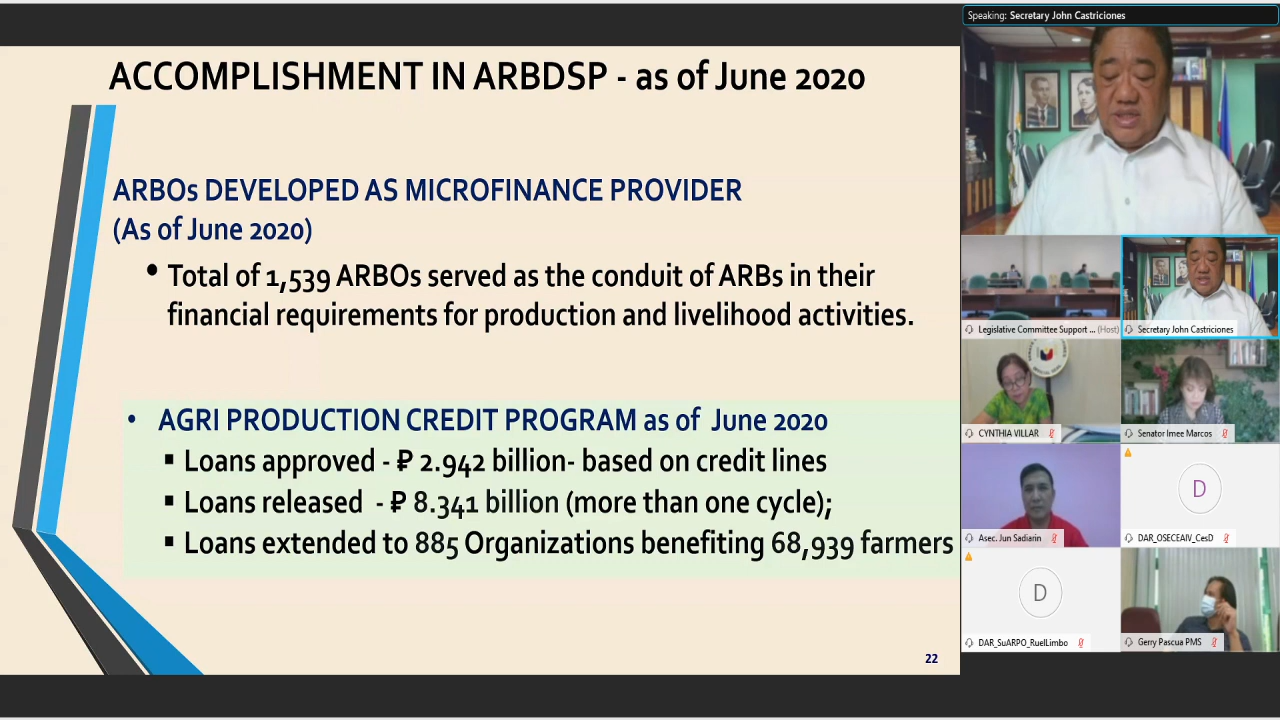 ACCOMPLISHMENT IN ARBDSP - as of June 2020
ARBOs DEVELOPED AS MICROFINANCE PROVIDER
(As of June 2020)
• Total of 1,539 ARBOs served as the conduit of ARBs in their
financial requirements for production and livelihood activities.
• AGRI PRODUCTION CREDIT PROGRAM as of June 2020
▪ Loans approved - ₽ 2.942 billion- based on credit lines
▪ Loans released - ₽ 8.341 billion (more than one cycle);
▪ Loans extended to 885 Organizations benefiting 68,939 farmers
22
Speaking: Secretary John Castriciones
Legislative Committee Support ... (Host)
Secretary John Castriciones
CYNTHIA VILLAR
Senator Imee Marcos
Asec. Jun Sadiarin
D
DAR_OSECEAIV_CesD
D
DAR_SuARPO_RuelLimbo
Gerry Pascua PMS